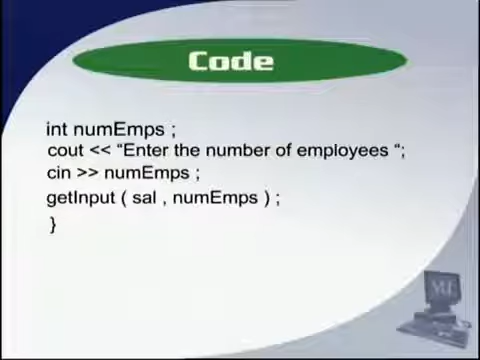 Code
int numEmps ;
cout << “Enter the number of employees “;
cin >> numEmps ;
getInput ( sal , numEmps ) ;
}